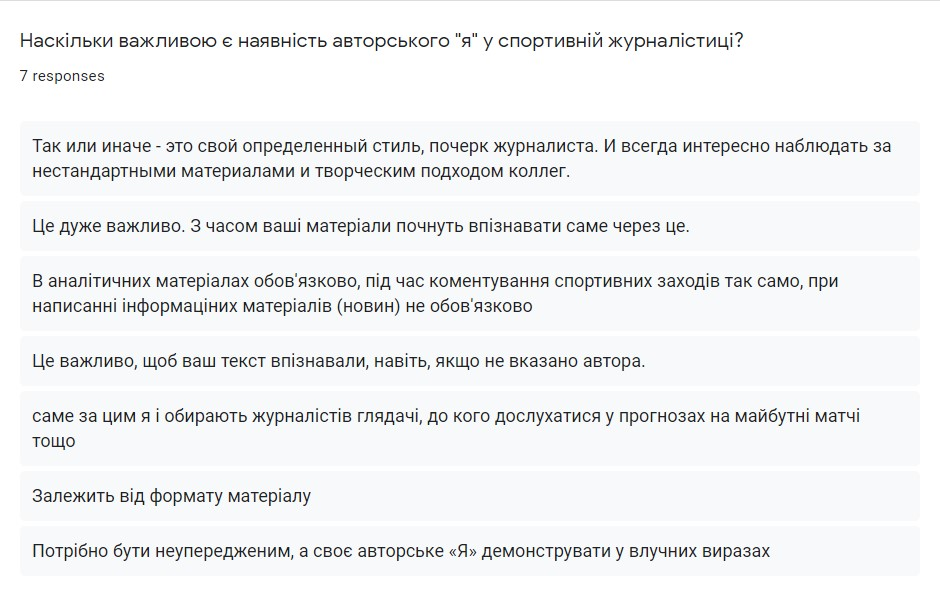 Наскільки важливою є наявність авторського "я" у спортивній журналістиці?
7 responses
Так или иначе - это свой определенный стиль, почерк журналиста. И всегда интересно наблюдать за
нестандартными материалами и творческим подходом коллег.
Це дуже важливо. З часом ваші матеріали почнуть впізнавати саме через це.
В аналітичних матеріалах обов'язково, під час коментування спортивних заходів так само, при
написанні інформаціних матеріалів (новин) не обов'язково
Це важливо, щоб ваш текст впізнавали, навіть, якщо не вказано автора.
саме за цим я і обирають журналістів глядачі, до кого дослухатися у прогнозах на майбутні матчі
тощо
Залежить від формату матеріалу
Потрібно бути неупередженим, а своє авторське «Я» демонструвати у влучних виразах